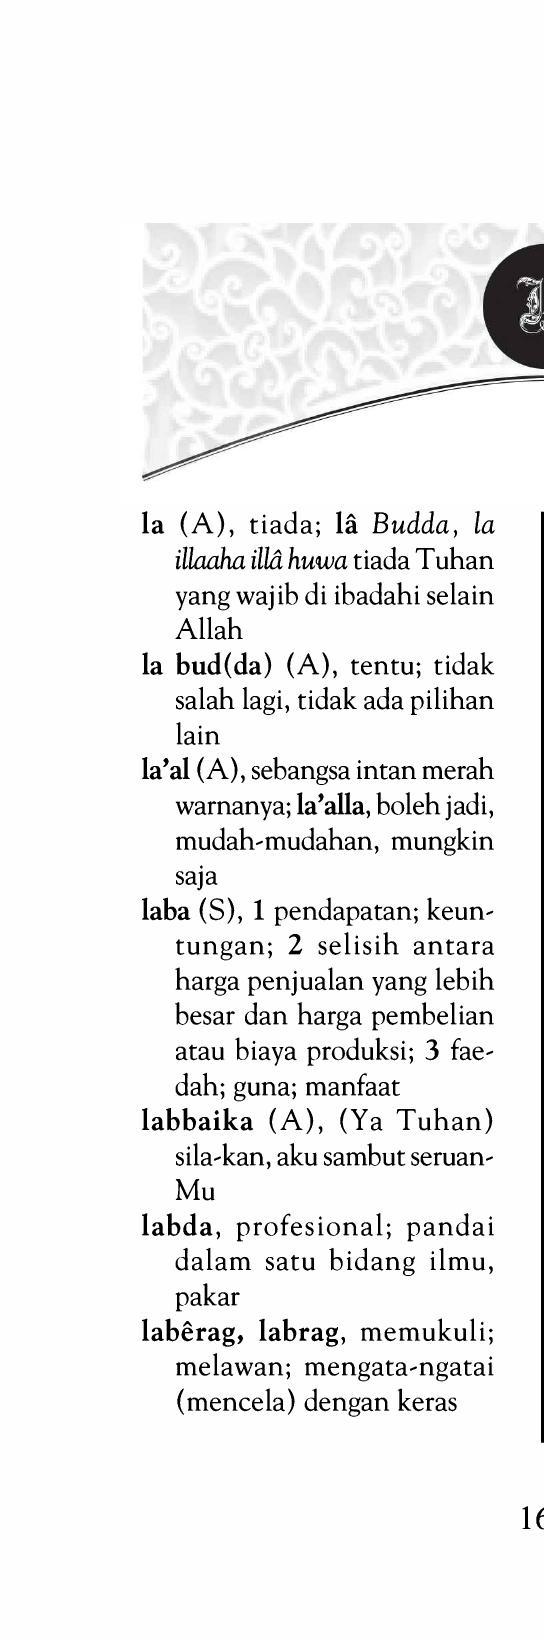 la (A), tiada; lâ Budda, la
illaaha illâ huwa tiada Tuhan
yang wajib di ibadahi selain
Allah
la bud(da) (A), tentu; tidak
salah lagi, tidak ada pilihan
lain
la’al (A), sebangsa intan merah
warnanya; la’alla, boleh jadi,
mudah-mudahan, mungkin
saja
laba (S), 1 pendapatan; keun-
tungan; 2 selisih antara
harga penjualan yang lebih
besar dan harga pembelian
atau biaya produksi; 3 fae-
dah; guna; manfaat
labbaika (A), (Ya Tuhan)
sila-kan, aku sambut seruan-
Mu
labda, profesional; pandai
dalam satu bidang ilmu,
pakar
labêrag, labrag, memukuli;
melawan; mengata-ngatai
(mencela) dengan keras